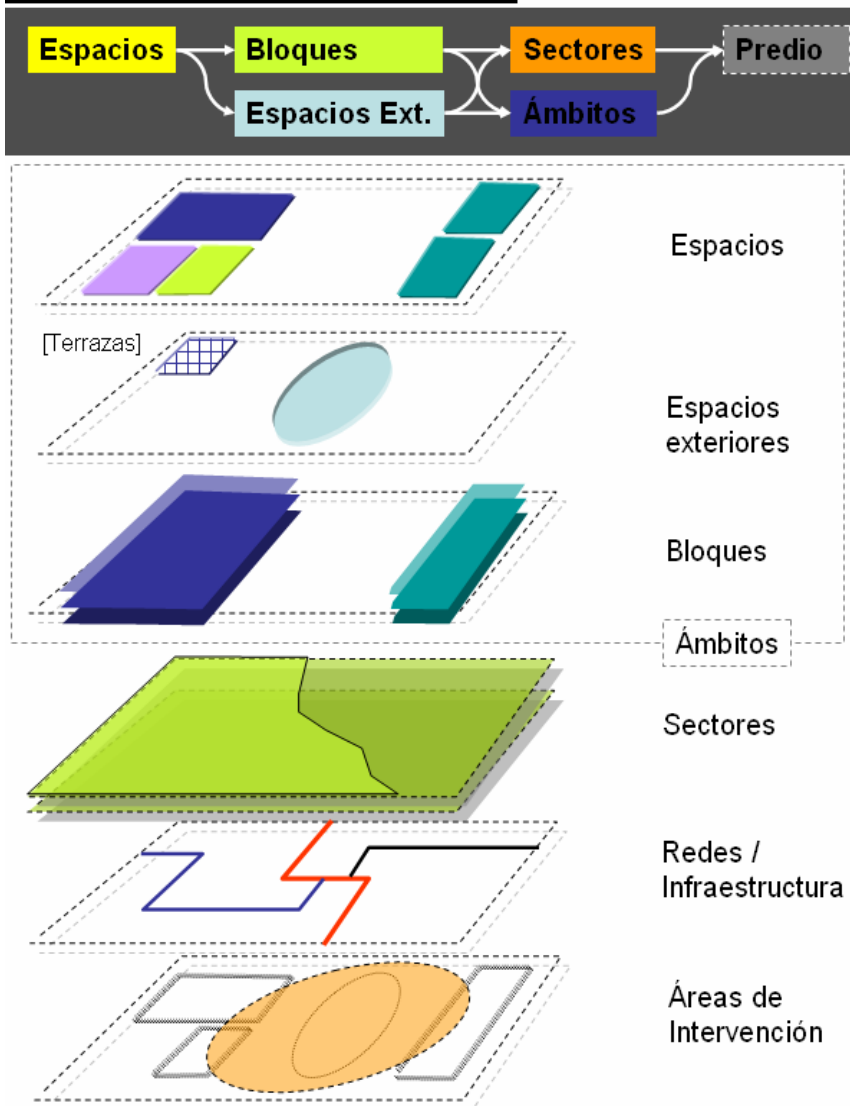 Espacios
Bloques
Sectores
Predio
Espacios Ext.
Ámbitos
Espacios
[Terrazas]
Espacios
exteriores
Bloques
Ámbitos
Sectores
Redes /
Infraestructura
Áreas de
Intervención